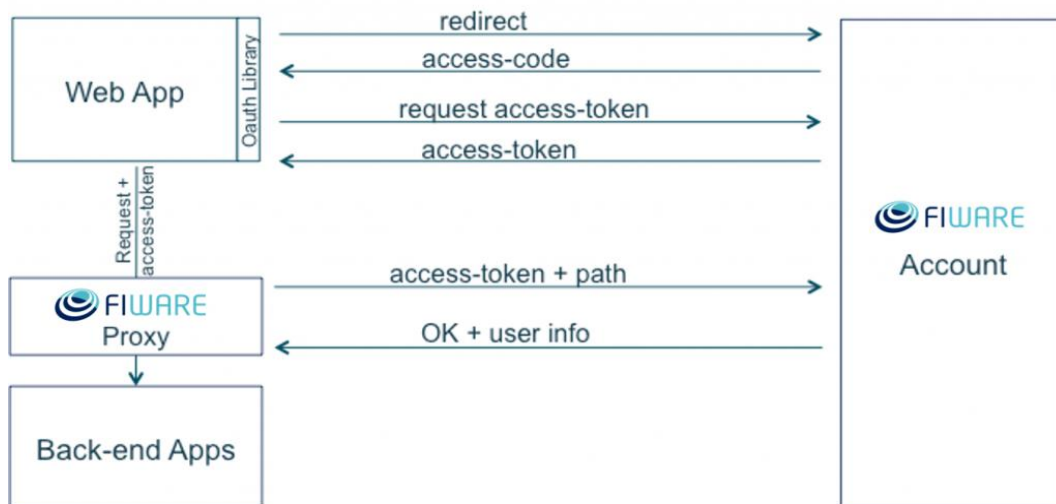 redirect
access-code
Web App
Oauth Library
request access-token
access-token
Request +
access-token
FIWARE
Account
access-token + path
FIWARE
Proxy
OK + user info
Back-end Apps